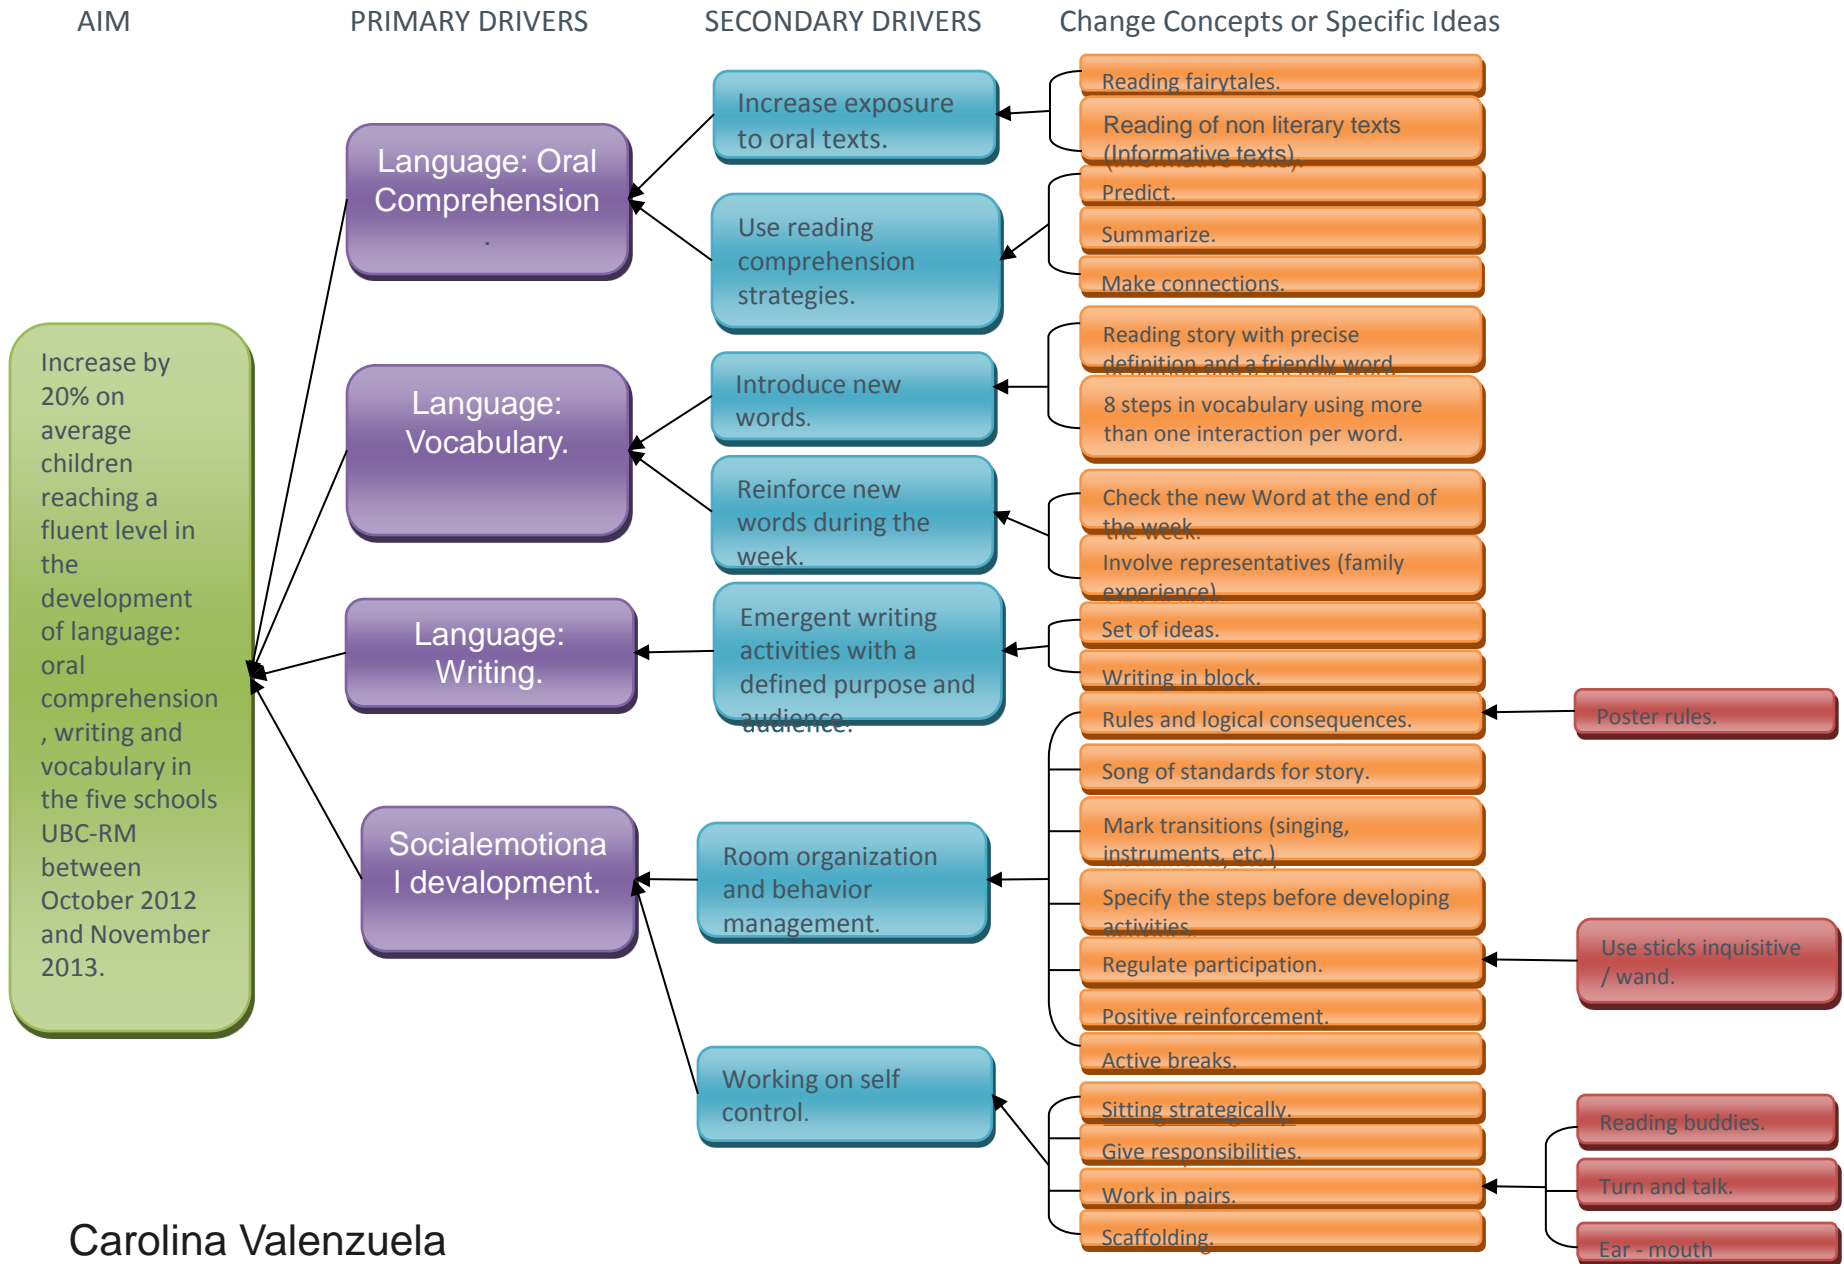 AIM
PRIMARY DRIVERS
SECONDARY DRIVERS
Change Concepts or Specific Ideas
Increase by
20% on
average
children
reaching a
fluent level in
the
development
of language:
oral
comprehension
, writing and
vocabulary in
the five schools
UBC-RM
between
October 2012
and November
2013.
Language: Oral
Comprehension
.
Language:
Vocabulary.
Language:
Writing.
Socialemotiona
l devalopment.
Increase exposure
to oral texts.
Use reading
comprehension
strategies.
Introduce new
words.
Reinforce new
words during the
week.
Emergent writing
activities with a
defined purpose and
audience.
Room organization
and behavior
management.
Working on self
control.
Reading fairytales.
Reading of non literary texts
(Informative texts).
Predict.
Summarize.
Make connections.
Reading story with precise
definition and a friendly word.
8 steps in vocabulary using more
than one interaction per word.
Check the new Word at the end of
the week.
Involve representatives (family
experience).
Set of ideas.
Writing in block.
Rules and logical consequences.
Song of standards for story.
Mark transitions (singing,
instruments, etc.)
Specify the steps before developing
activities.
Regulate participation.
Positive reinforcement.
Active breaks.
Sitting strategically.
Give responsibilities.
Work in pairs.
Scaffolding.
Poster rules.
Use sticks inquisitive
/ wand.
Reading buddies.
Turn and talk.
Ear - mouth
Carolina Valenzuela